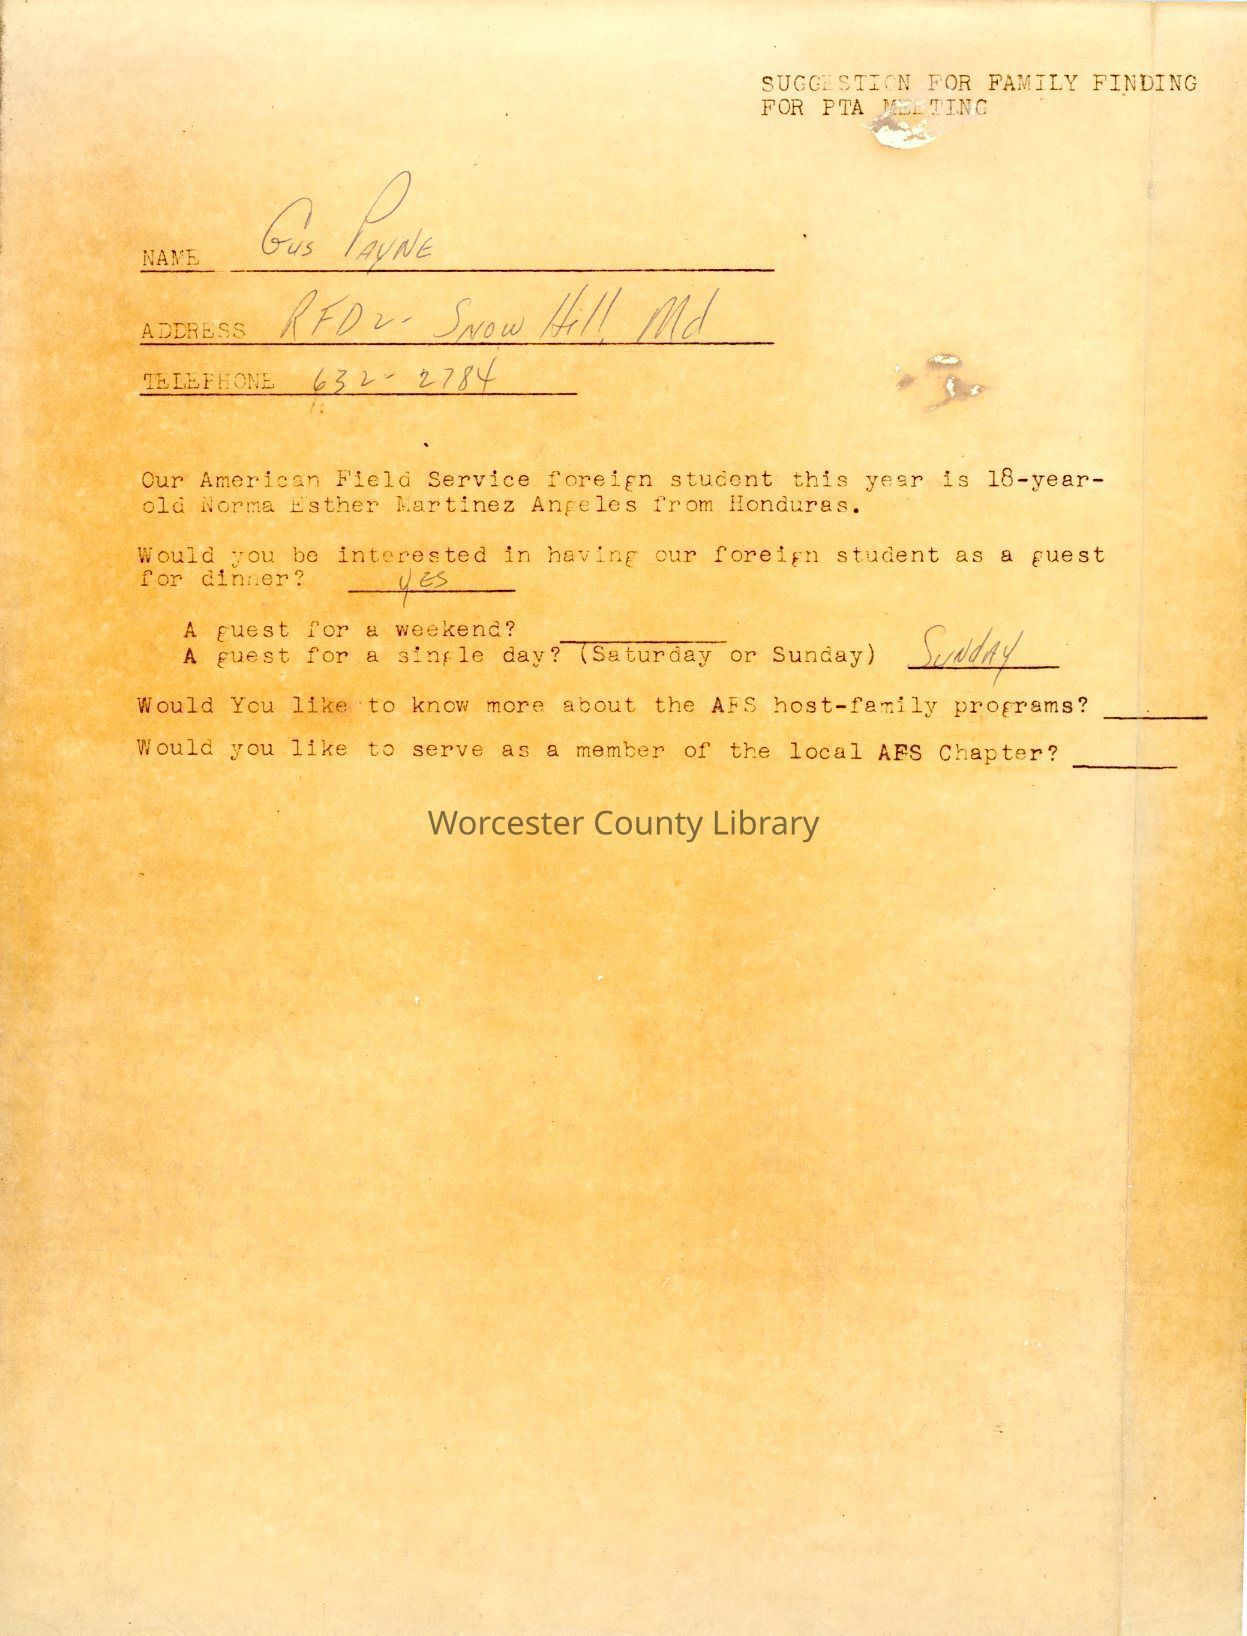 SUGGESTION FOR FAMILY FINDING
FOR PTA MEETING
NAME Gus Payne
ADDRESS RFD 2- Snow Hill, Md
TELEPHONE 632-2784
Our American Field Service foreign student this year is 18-year-
old Norma Esther Martinez Angeles from Honduras.
Would you be interested in having our foreign student as a guest
for dinner? yes
A guest for a weekend?
A guest for a single day? (Saturday or Sunday) Sunday
Would You like to know more about the AFS host-family programs?
Would you like to serve as a member of the local AFS Chapter?
Worcester County Library